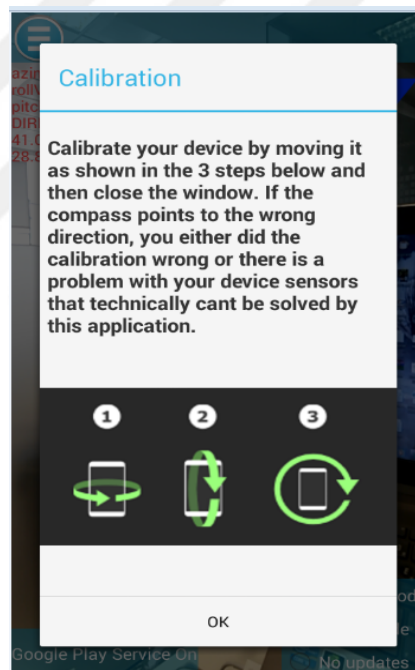 Calibration
Calibrate your device by moving it
as shown in the 3 steps below and
then close the window. If the
compass points to the wrong
direction, you either did the
calibration wrong or there is a
problem with your device sensors
that technically cant be solved by
this application.
1 2 3
OK
Google Play Service On
No updates